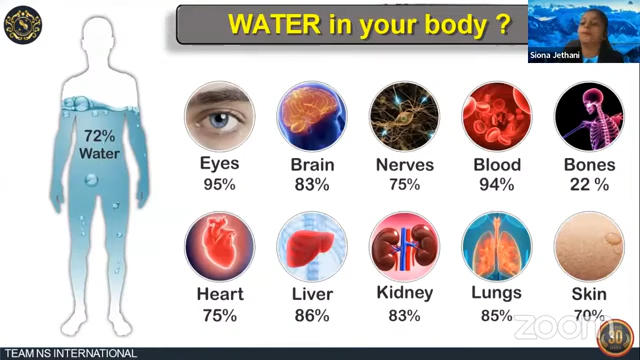 WATER in your body ?
Siona Jethani
72%
Water
Eyes
95%
Brain
83%
Nerves
75%
Blood
94%
Bones
22 %
Heart
75%
Liver
86%
Kidney
83%
Lungs
85%
Skin
70%
zoom
30
TEAM NS INTERNATIONAL